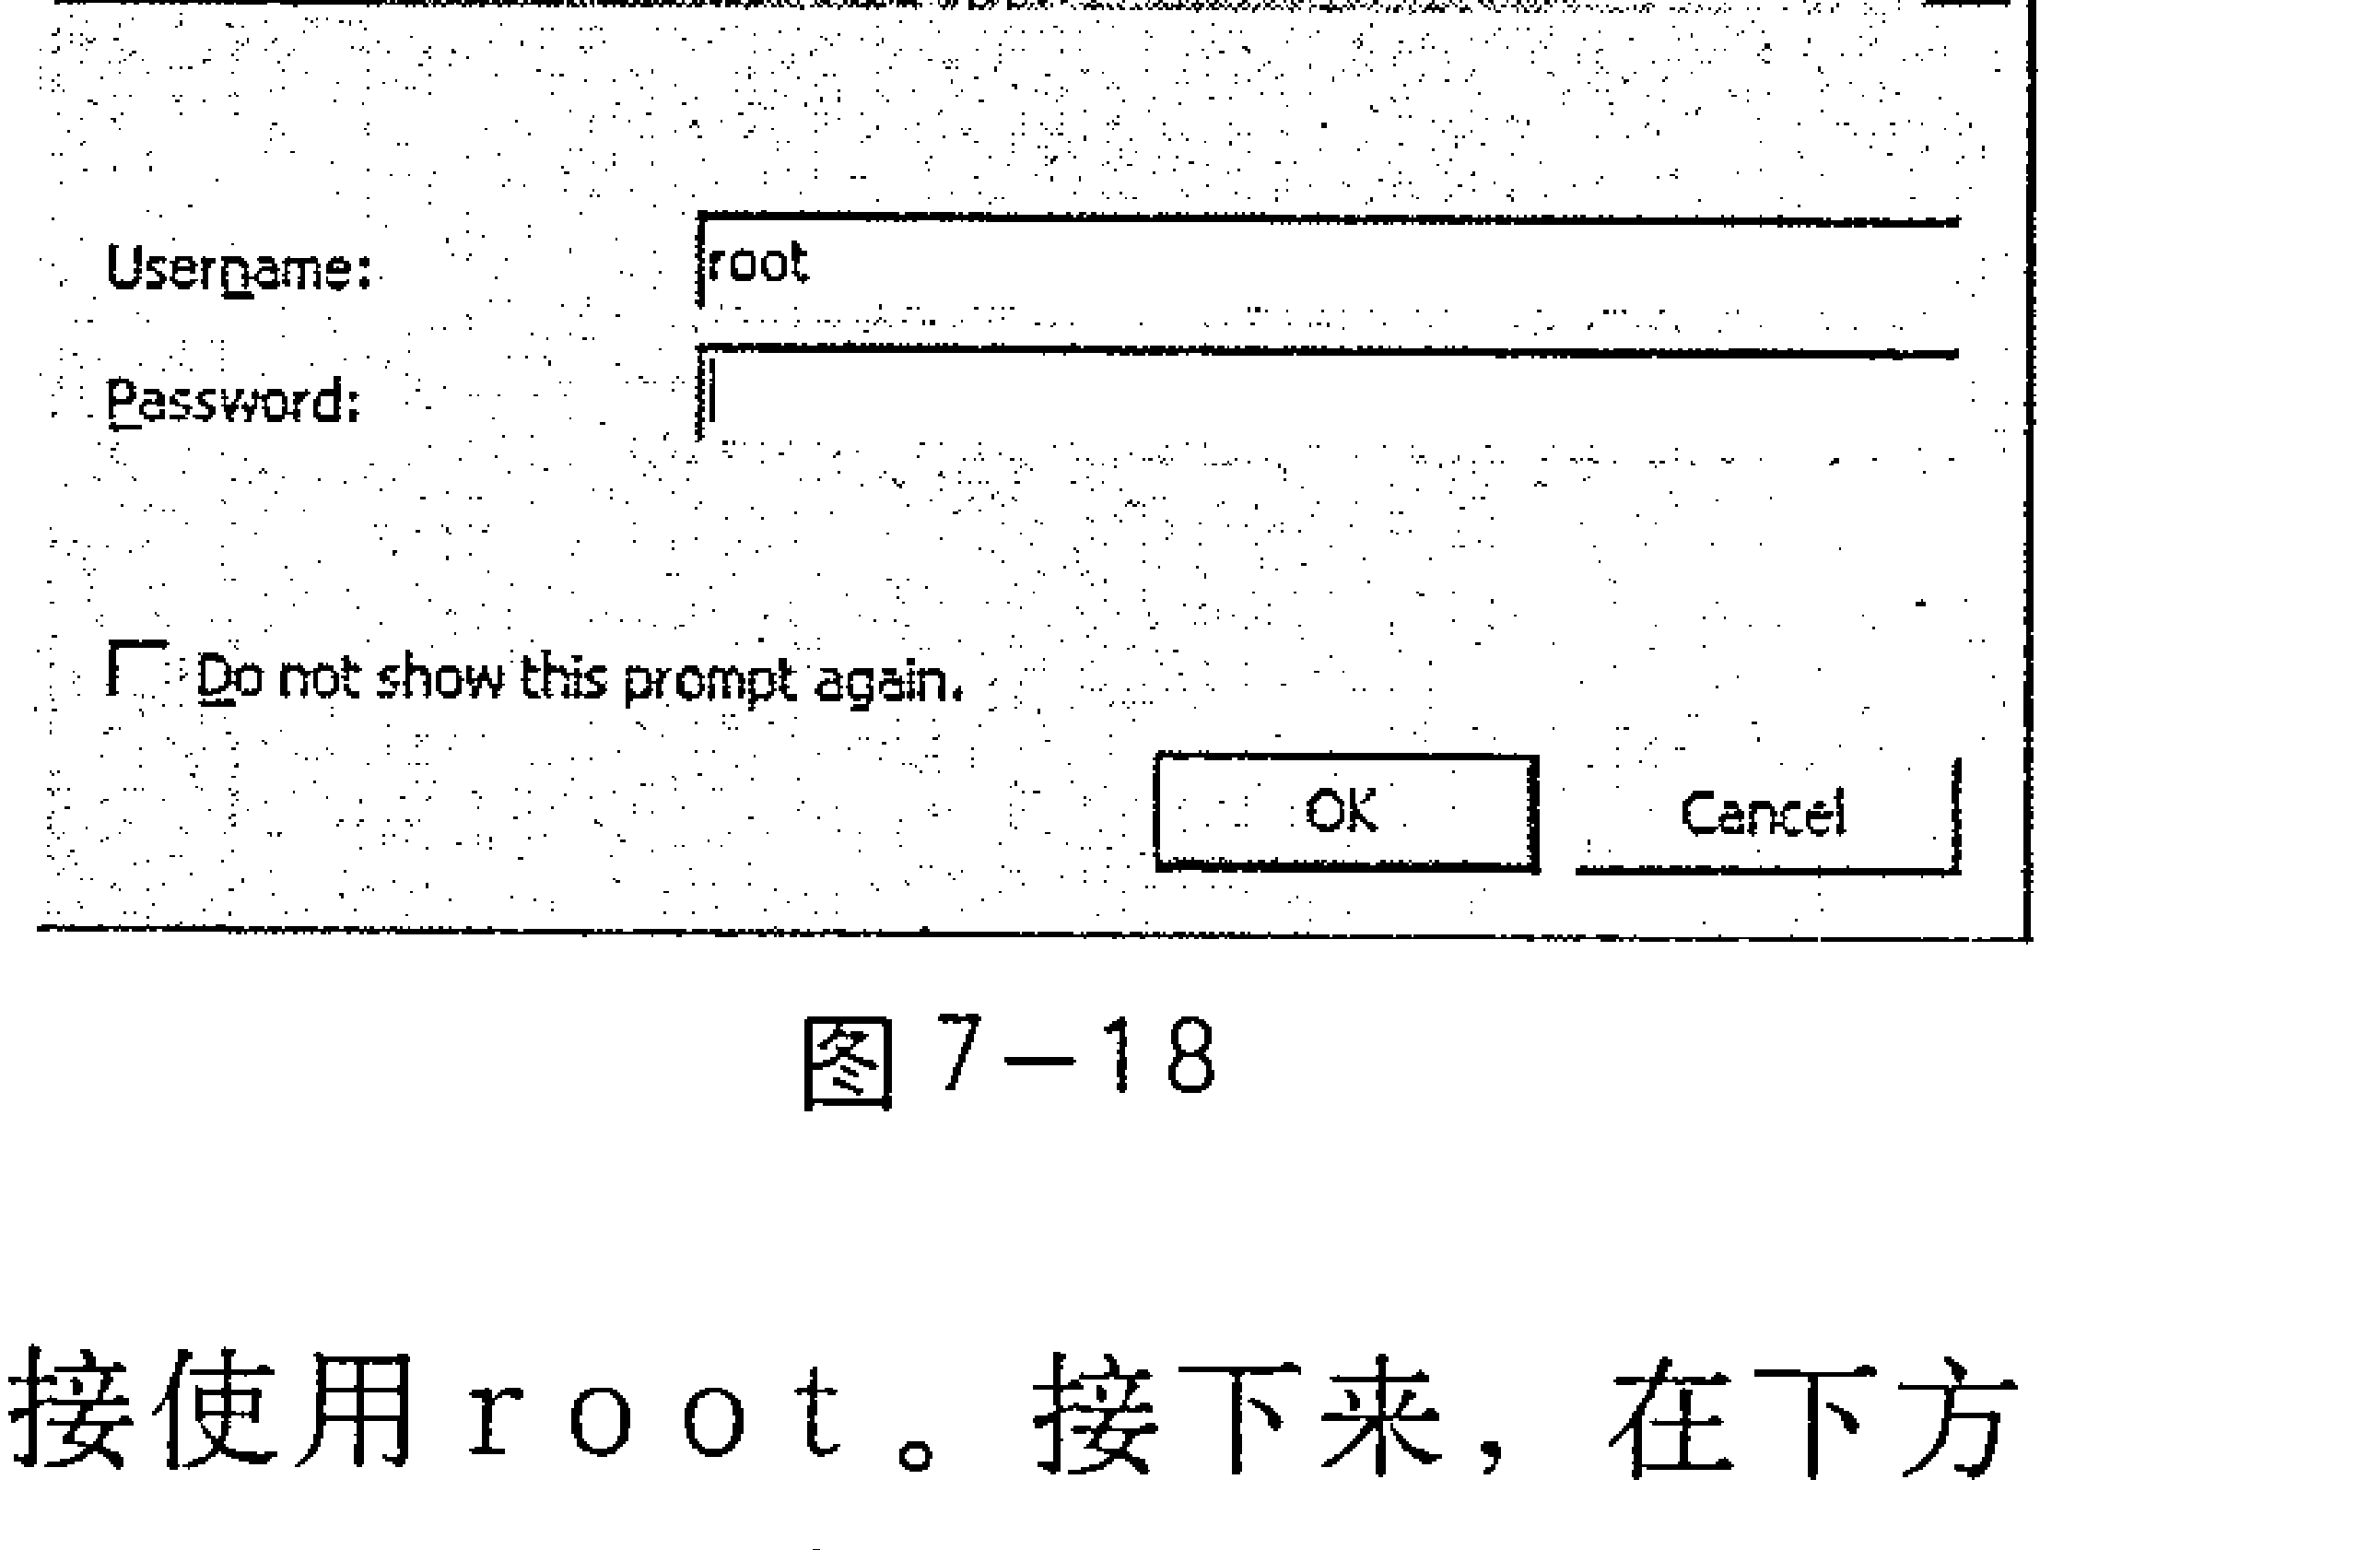 Username: root
Password:
Do not show this prompt again.
OK Cancel
图 7-18
接使用root。接下来，在下方